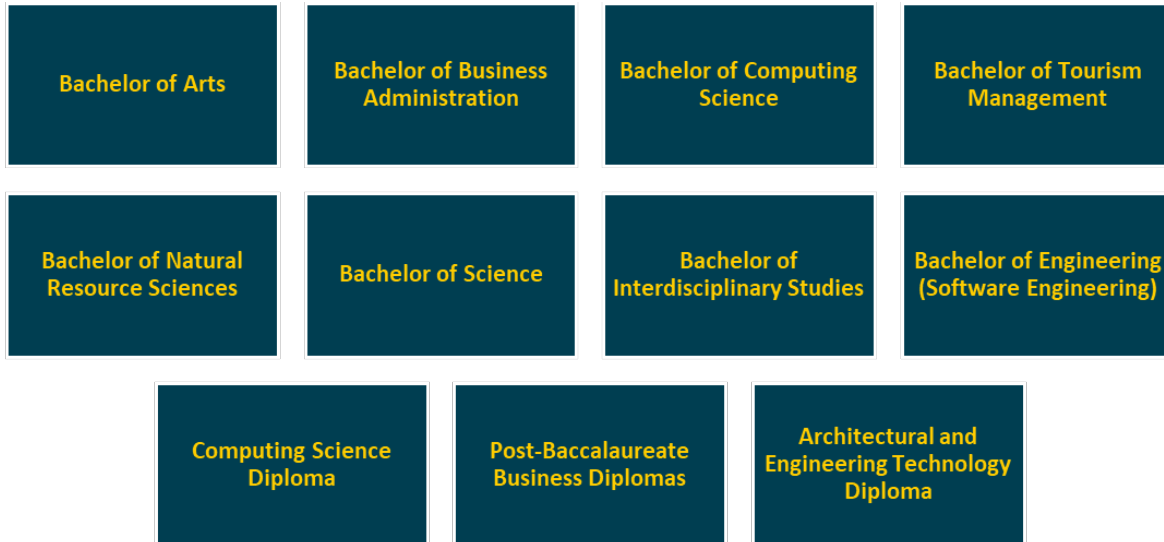 Bachelor of Arts
Bachelor of Business
Administration
Bachelor of Computing
Science
Bachelor of Tourism
Management
Bachelor of Natural
Resource Sciences
Bachelor of Science
Bachelor of
Interdisciplinary Studies
Bachelor of Engineering
(Software Engineering)
Computing Science
Diploma
Post-Baccalaureate
Business Diplomas
Architectural and
Engineering Technology
Diploma